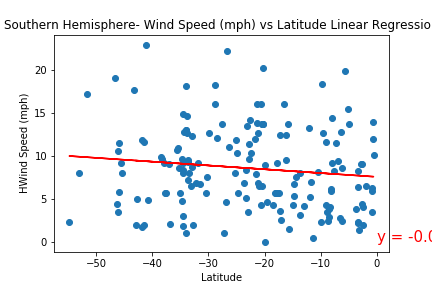 Southern Hemisphere- Wind Speed (mph) vs Latitude Linear Regressio
HWind Speed (mph)
20
15
10
5
0
y = -0.0
−50
−40
−30
−20
−10
0
Latitude